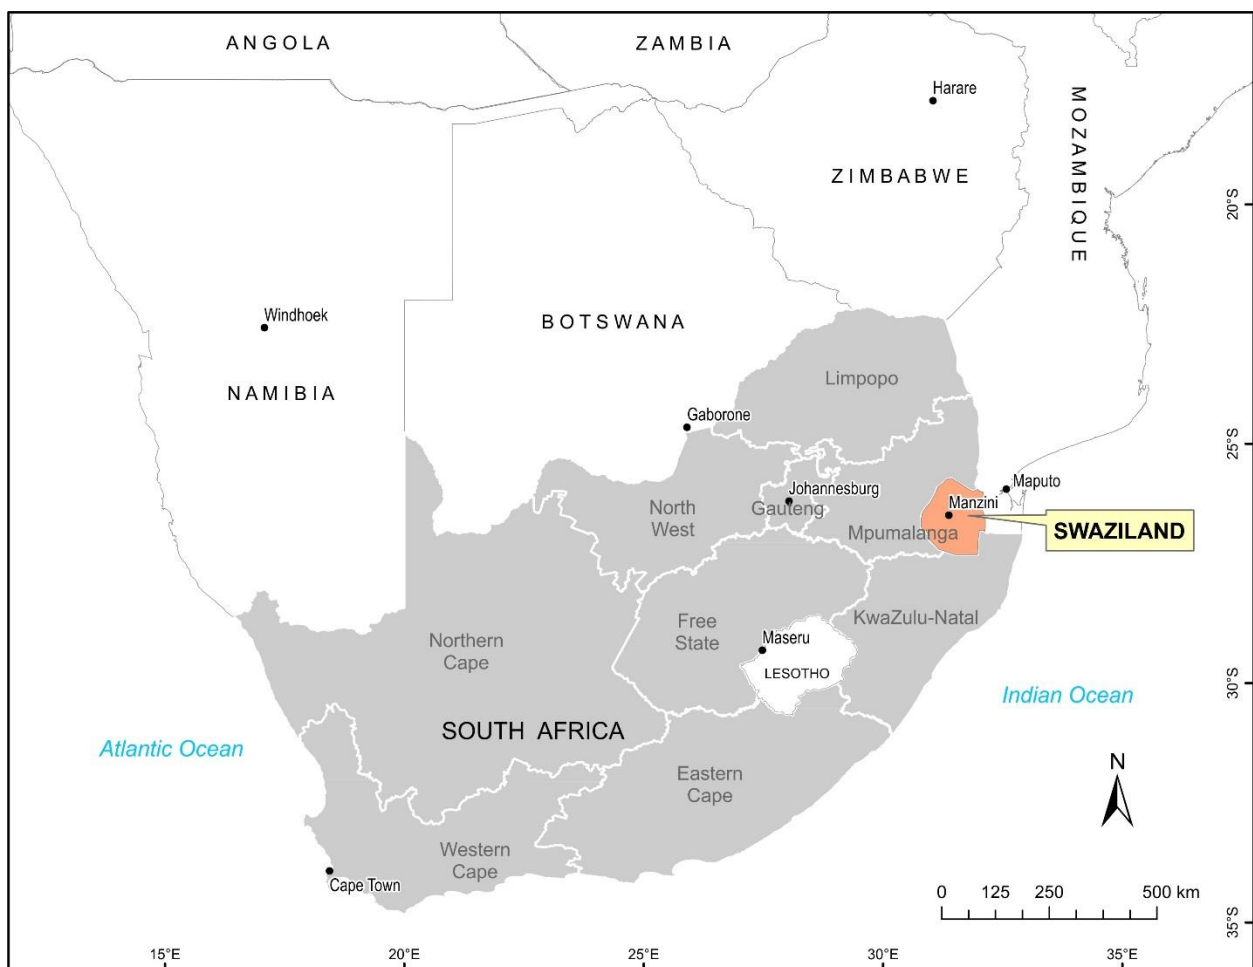 ANGOLA
ZAMBIA
Harare
MOZAMBIQUE
ZIMBABWE
20°S
Windhoek
BOTSWANA
NAMIBIA
Limpopo
Gaborone
25°S
Johannesburg
Maputo
North
West
Gauteng
Manzini
Mpumalanga
SWAZILAND
Free
State
KwaZulu-Natal
Northern
Cape
Maseru
LESOTHO
30°S
Indian Ocean
SOUTH AFRICA
Atlantic Ocean
Eastern
Cape
N
Western
Cape
Cape Town
0 125 250 500 km
35°S
15°E 20°E 25°E 30°E 35°E